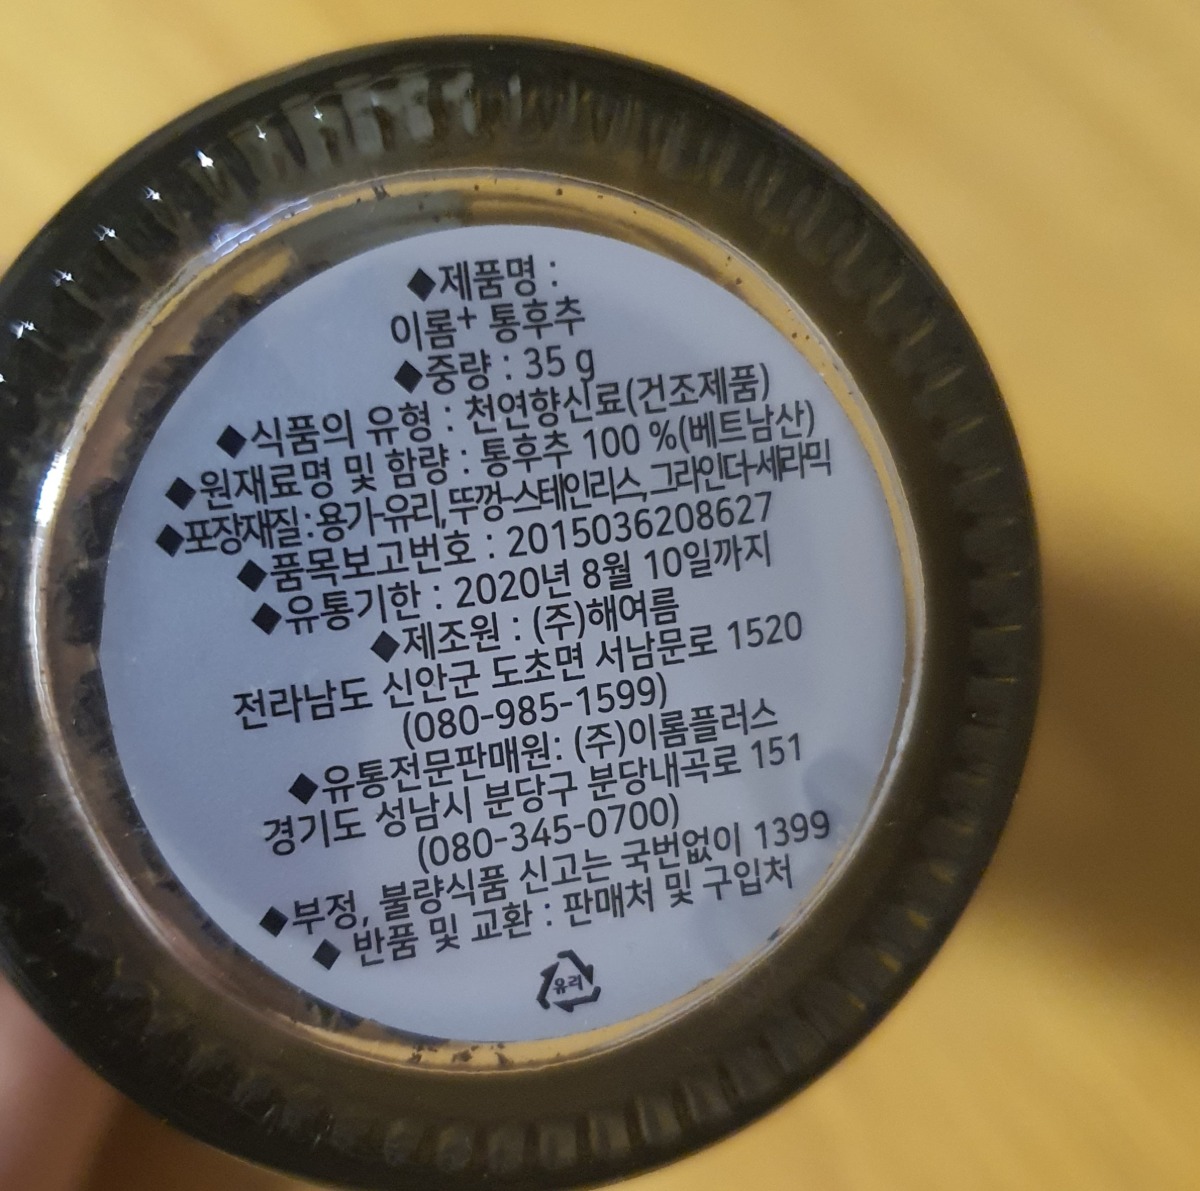 ◆제품명 :
이롬+ 통후추
◆중량 : 35 g
◆식품의 유형 : 천연향신료(건조제품)
◆원재료명 및 함량 : 통후추 100 %(베트남산)
◆포장재질:용기-유리,뚜껑-스테인리스,그라인더-세라믹
◆품목보고번호 : 2015036208627
◆유통기한 : 2020년 8월 10일까지
◆제조원 : (주)해여름
전라남도 신안군 도초면 서남문로 1520
(080-985-1599)
◆유통전문판매원: (주)이롬플러스
경기도 성남시 분당구 분당내곡로 151
(080-345-0700)
◆부정, 불량식품 신고는 국번없이 1399
◆ 반품 및 교환 : 판매처 및 구입처
유리